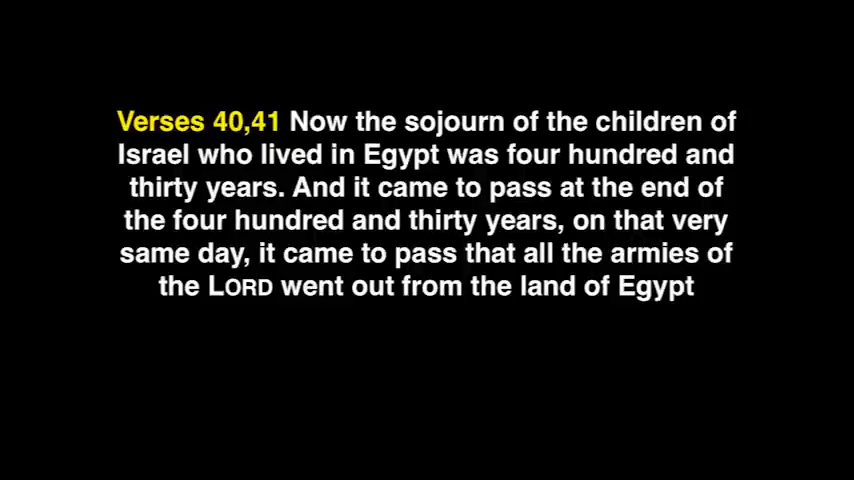 Verses 40,41 Now the sojourn of the children of
Israel who lived in Egypt was four hundred and
thirty years. And it came to pass at the end of
the four hundred and thirty years, on that very
same day, it came to pass that all the armies of
the LORD went out from the land of Egypt